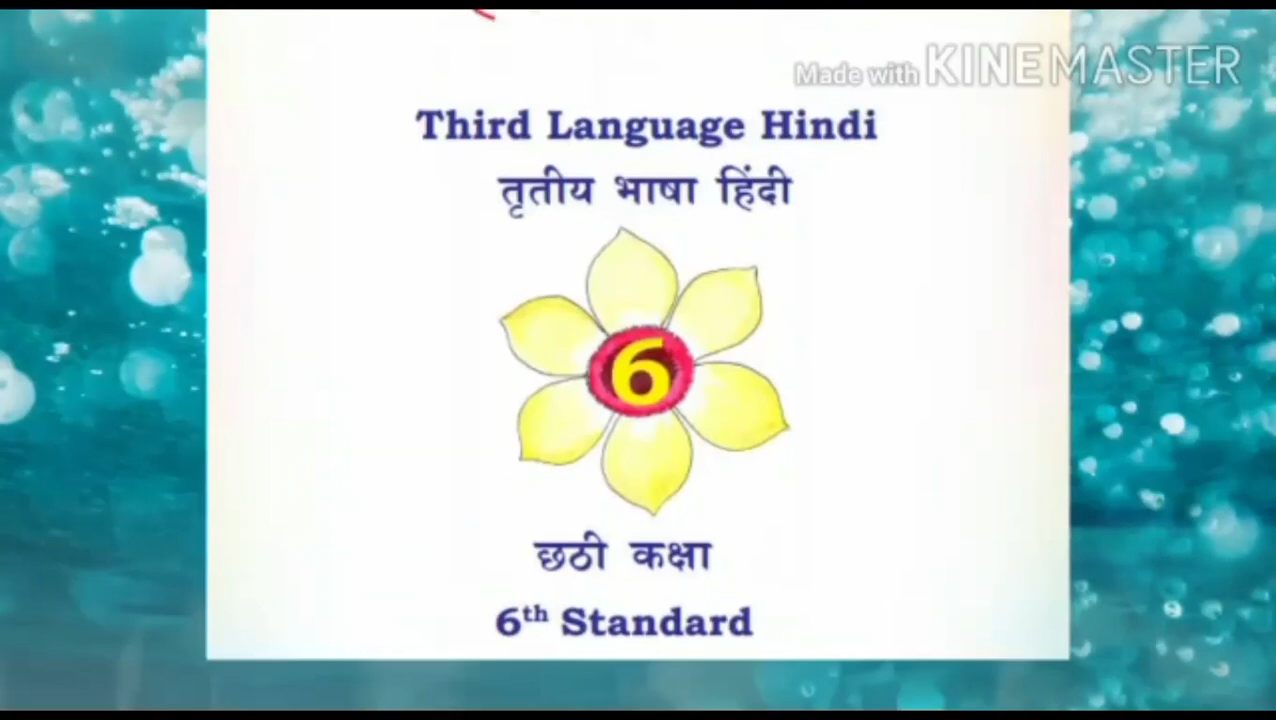 Made with KINEMASTER
Third Language Hindi
तृतीय भाषा हिंदी
6
छठी कक्षा
6th Standard